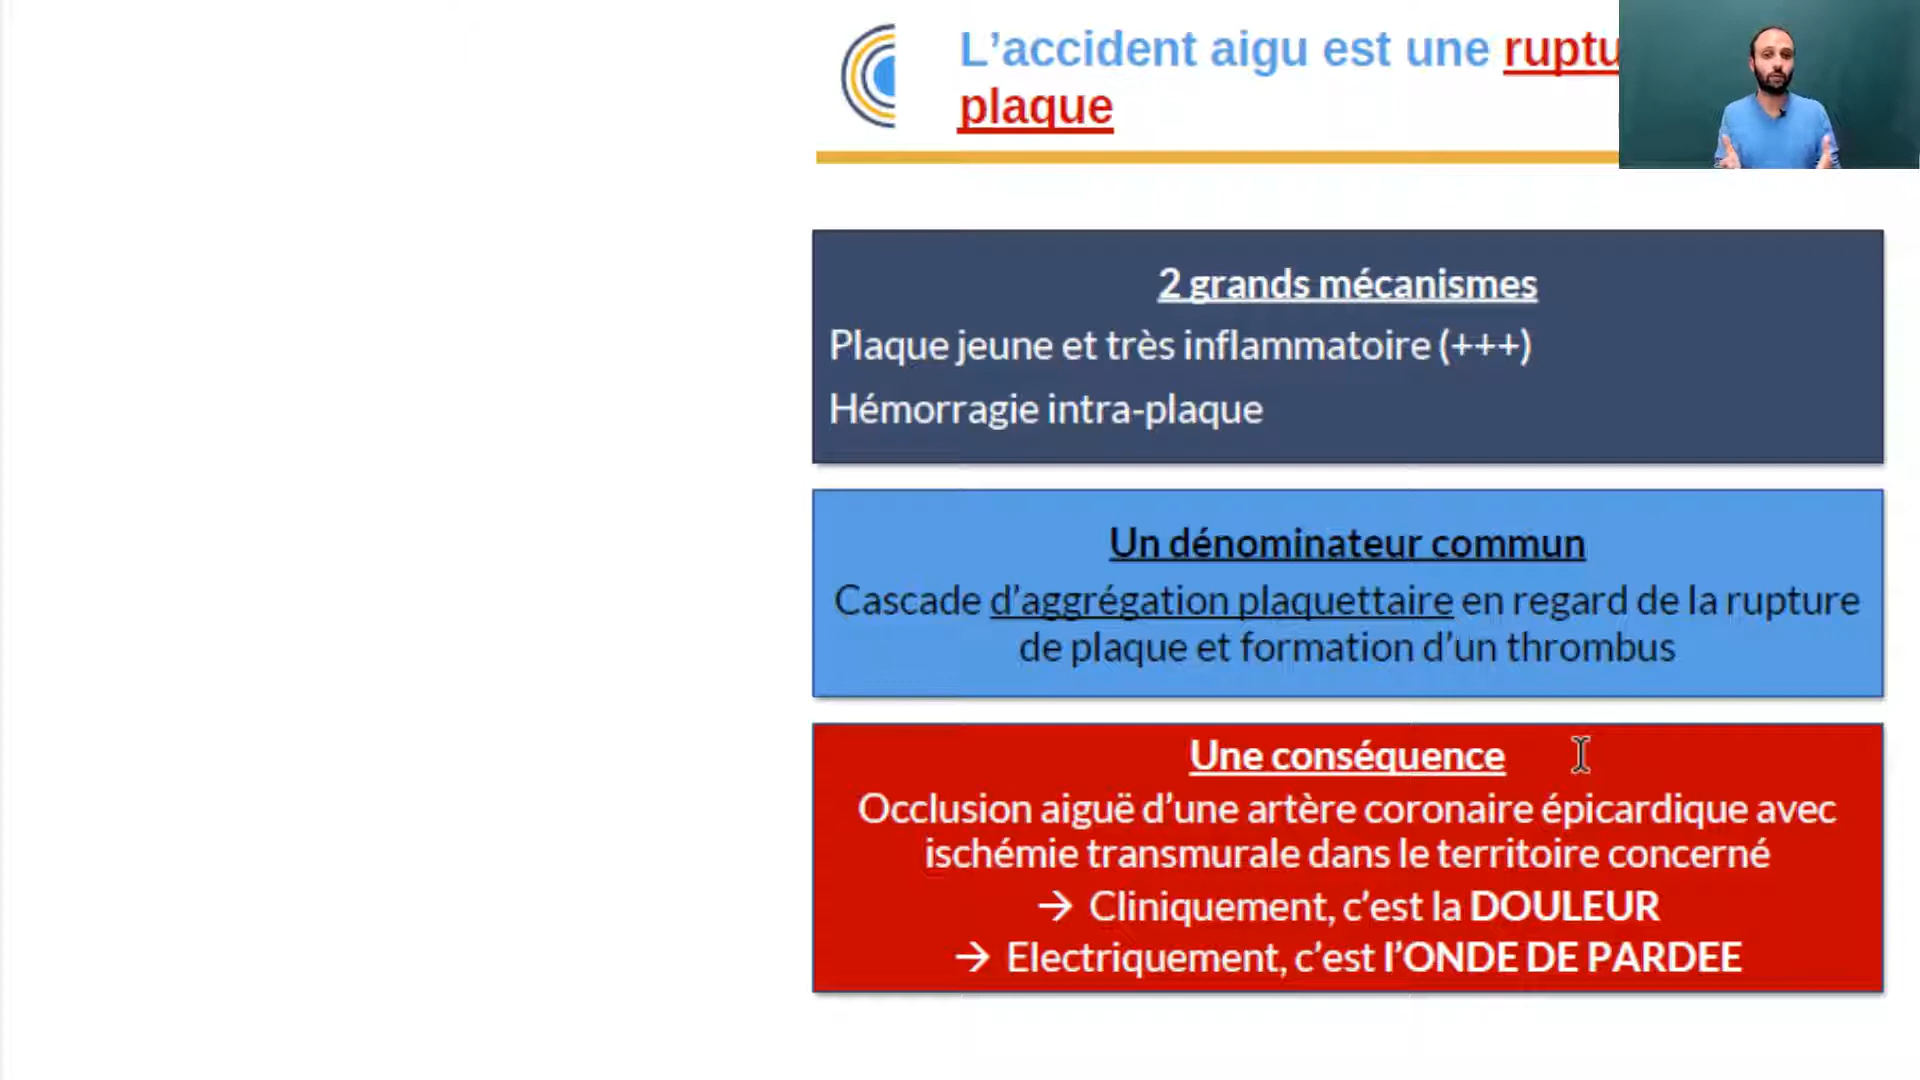 L’accident aigu est une
plaque
2 grands mécanismes
Plaque jeune et très inflammatoire (+++)
Hémorragie intra-plaque
Un dénominateur commun
Cascade d’aggrégation plaquettaire en regard de la rupture
de plaque et formation d’un thrombus
Une conséquence
Occlusion aiguë d’une artère coronaire épicardique avec
ischémie transmurale dans le territoire concerné
→ Cliniquement, c’est la DOULEUR
→ Electriquement, c’est l’ONDE DE PARDEE